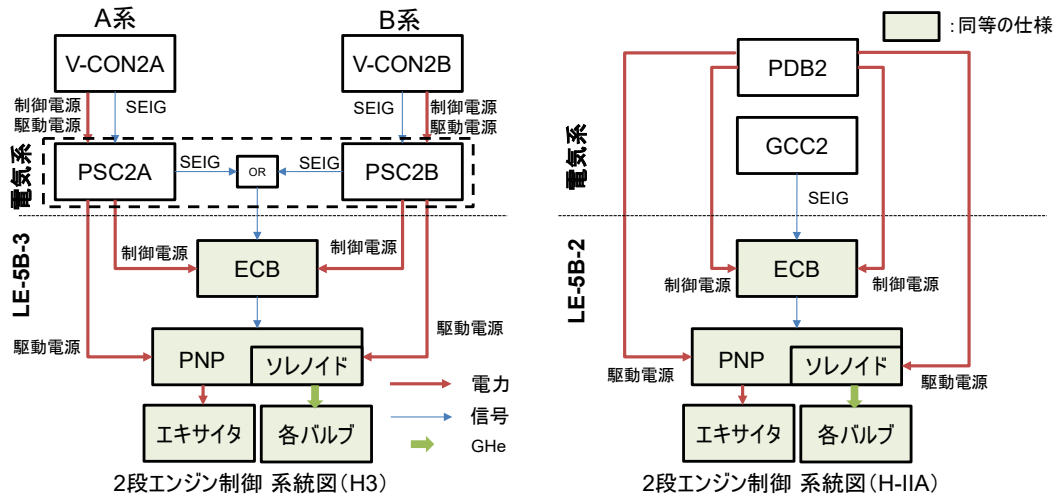 A系
B系
V-CON2A
V-CON2B
制御電源
駆動電源
SEIG
SEIG
制御電源
駆動電源
電気系
PSC2A
SEIG
OR
SEIG
PSC2B
LE-5B-3
制御電源
ECB
制御電源
駆動電源
PNP
ソレノイド
エキサイタ
各バルブ
電力
信号
GHe
2段エンジン制御 系統図(H3)
:同等の仕様
PDB2
電気系
GCC2
SEIG
LE-5B-2
制御電源
ECB
制御電源
駆動電源
PNP
ソレノイド
駆動電源
エキサイタ
各バルブ
2段エンジン制御 系統図(H-IIA)